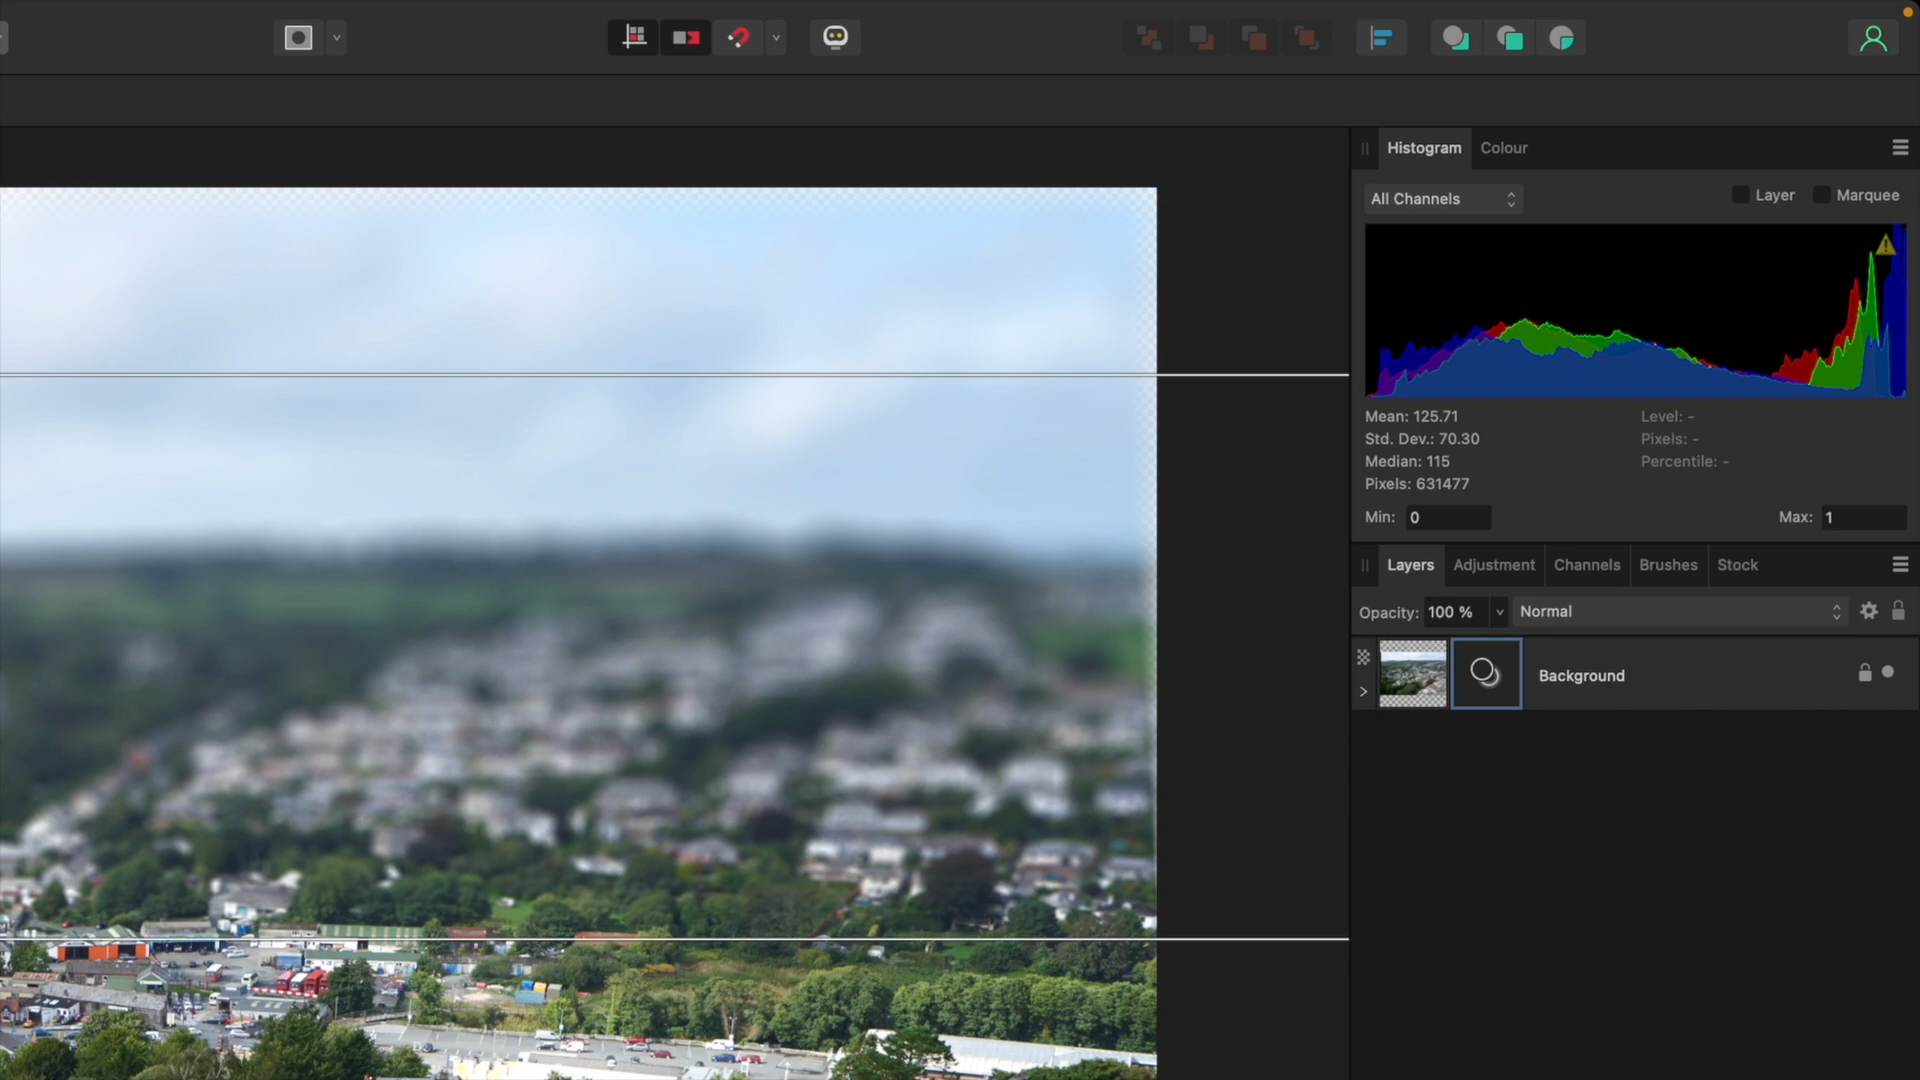 Histogram Colour
All Channels Layer Marquee
Mean: 125.71 Level: -
Std. Dev.: 70.30 Pixels: -
Median: 115 Percentile: -
Pixels: 631477
Min: 0 Max: 1
Layers Adjustment Channels Brushes Stock
Opacity: 100 % Normal
Background